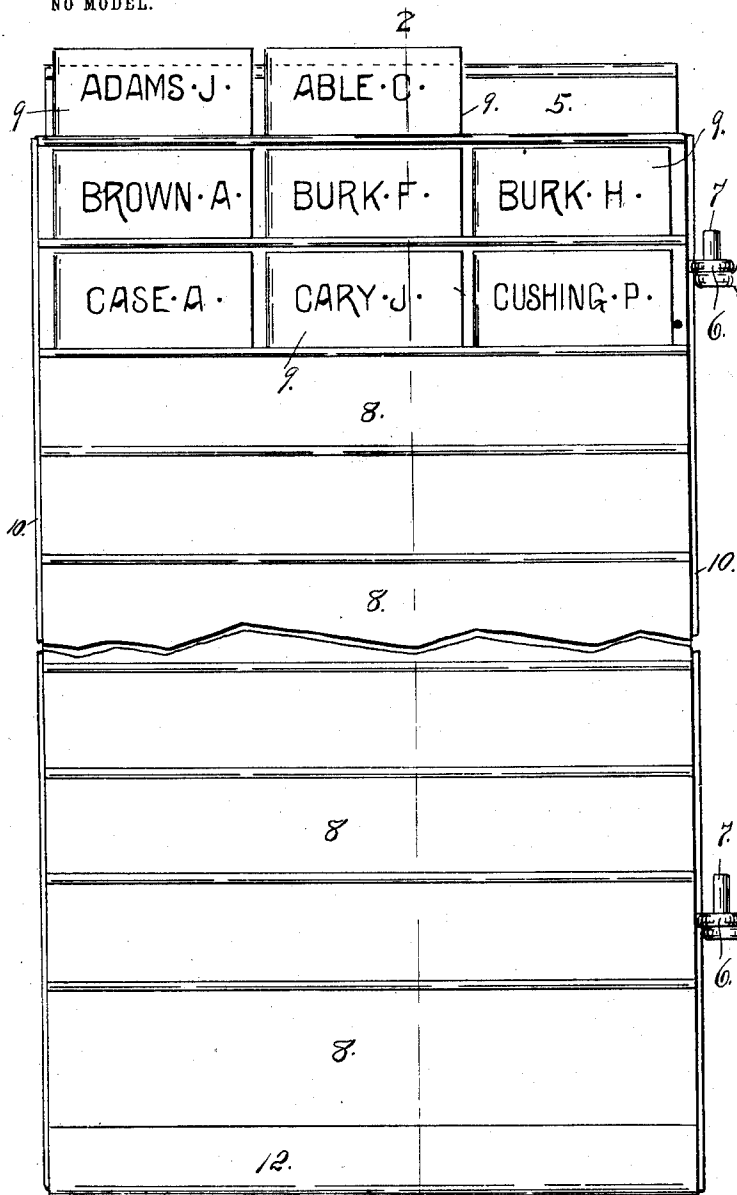 NO MODEL.
2
ADAMS·J· ABLE·C·
9 9. 5.
9.
BROWN·A· BURK·F· BURK·H·
7
CASE·A· CARY·J· CUSHING·P·
6.
9.
8.
10. 10.
8.
8
7.
6.
8.
12.